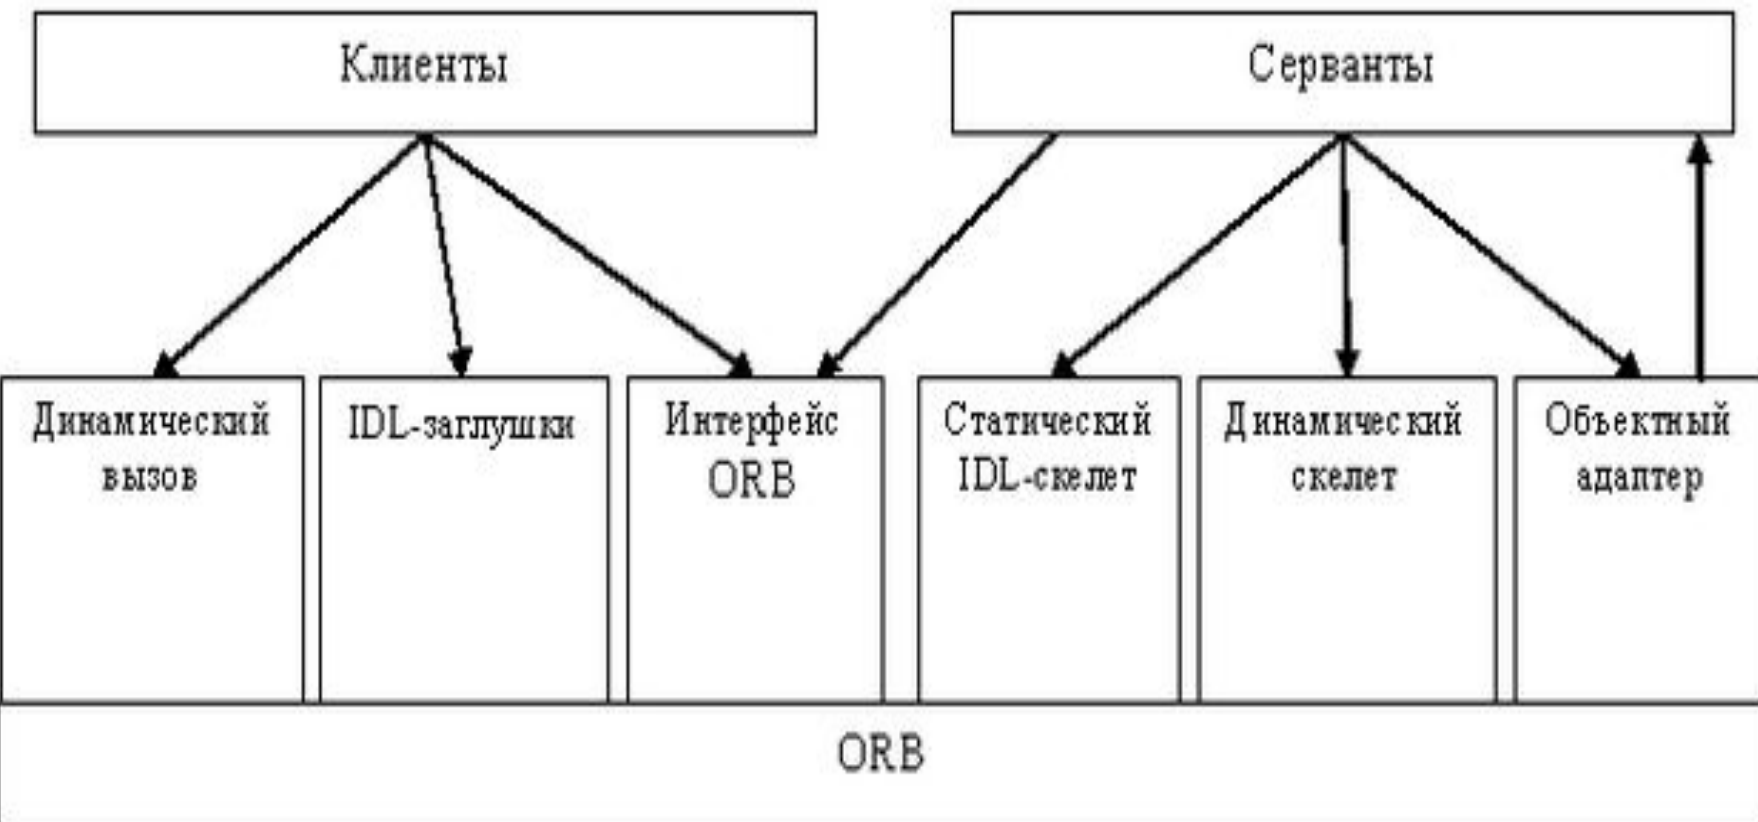 Клиенты
Серванты
Динамический
вызов
IDL-заглушки
Интерфейс
ORB
Статический
IDL-скелет
Динамический
скелет
Объектный
адаптер
ORB